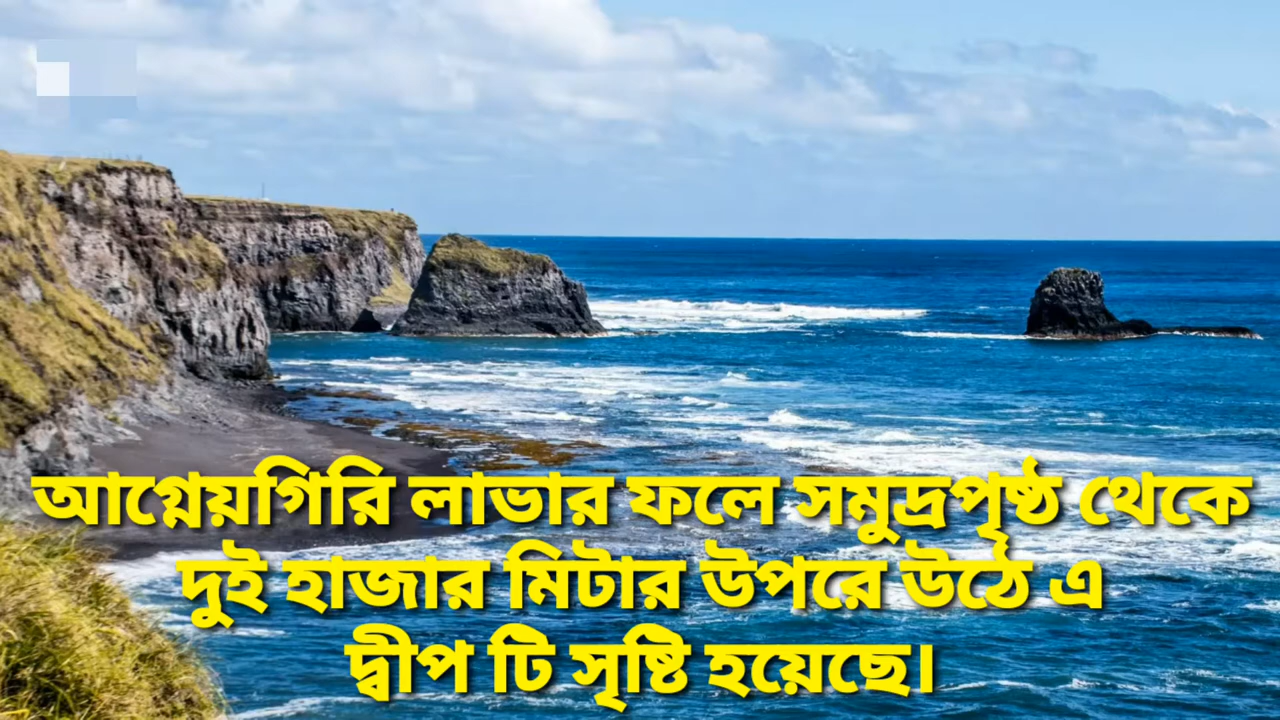 আগ্নেয়গিরি লাভার ফলে সমুদ্রপৃষ্ঠ থেকে
দুই হাজার মিটার উপরে উঠে এ
দ্বীপ টি সৃষ্টি হয়েছে।